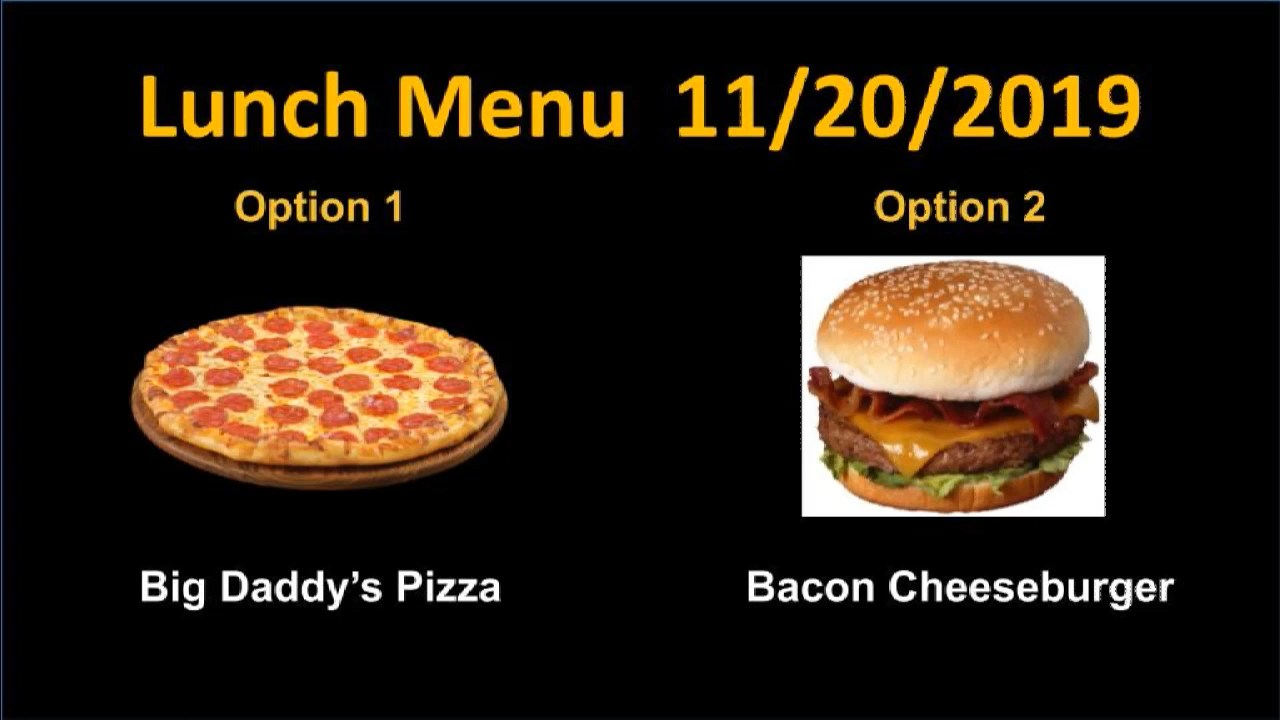 Lunch Menu 11/20/2019
Option 1
Option 2
Big Daddy’s Pizza
Bacon Cheeseburger